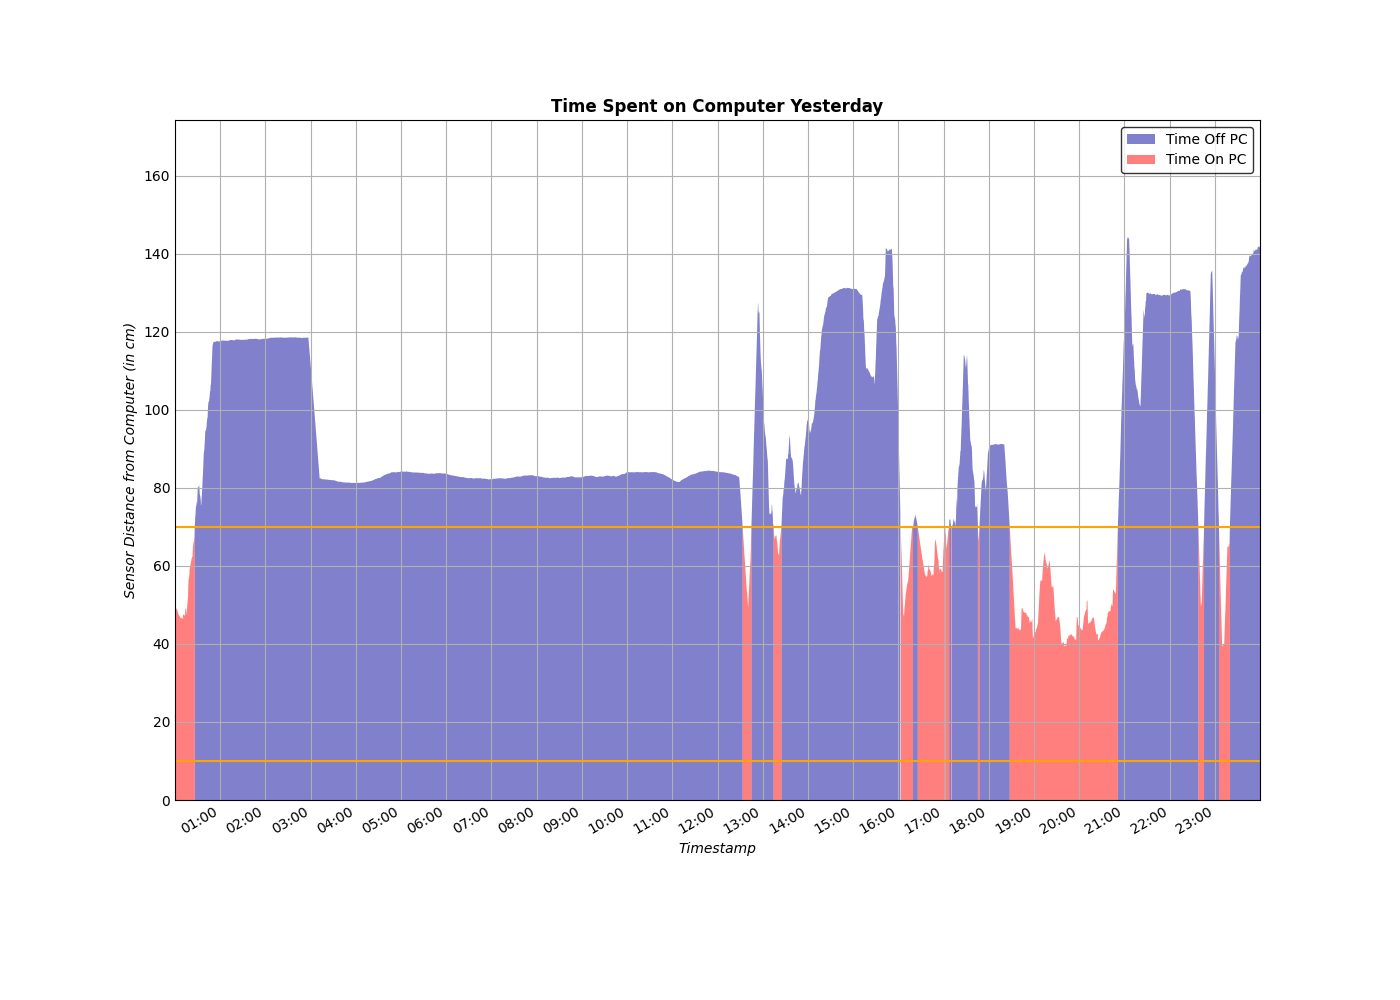 Time Spent on Computer Yesterday
Time Off PC
Time On PC
160
140
120
100
80
60
40
20
0
Sensor Distance from Computer (in cm)
01:00 02:00 03:00 04:00 05:00 06:00 07:00 08:00 09:00 10:00 11:00 12:00 13:00 14:00 15:00 16:00 17:00 18:00 19:00 20:00 21:00 22:00 23:00
Timestamp